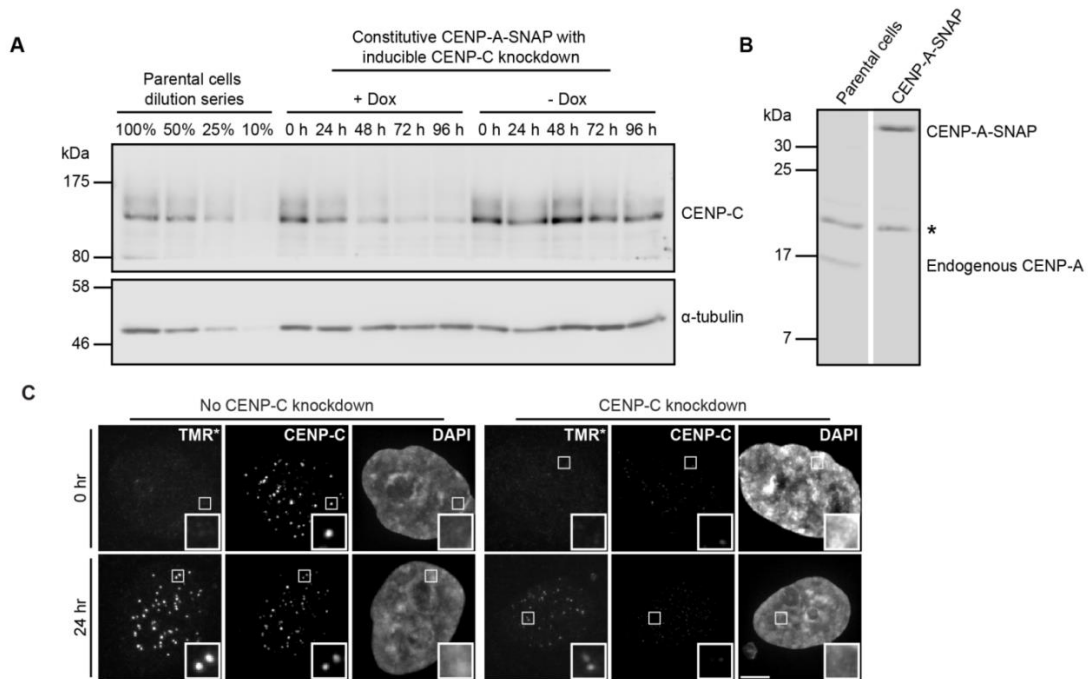 A
Constitutive CENP-A-SNAP with
inducible CENP-C knockdown
Parental cells
dilution series
+ Dox
- Dox
100% 50% 25% 10% 0 h 24 h 48 h 72 h 96 h 0 h 24 h 48 h 72 h 96 h
kDa
175
CENP-C
80
58
α-tubulin
46
B
Parental cells
CENP-A-SNAP
kDa
CENP-A-SNAP
30
25
*
17
Endogenous CENP-A
7
C
No CENP-C knockdown
CENP-C knockdown
TMR* CENP-C DAPI TMR* CENP-C DAPI
0 hr
24 hr